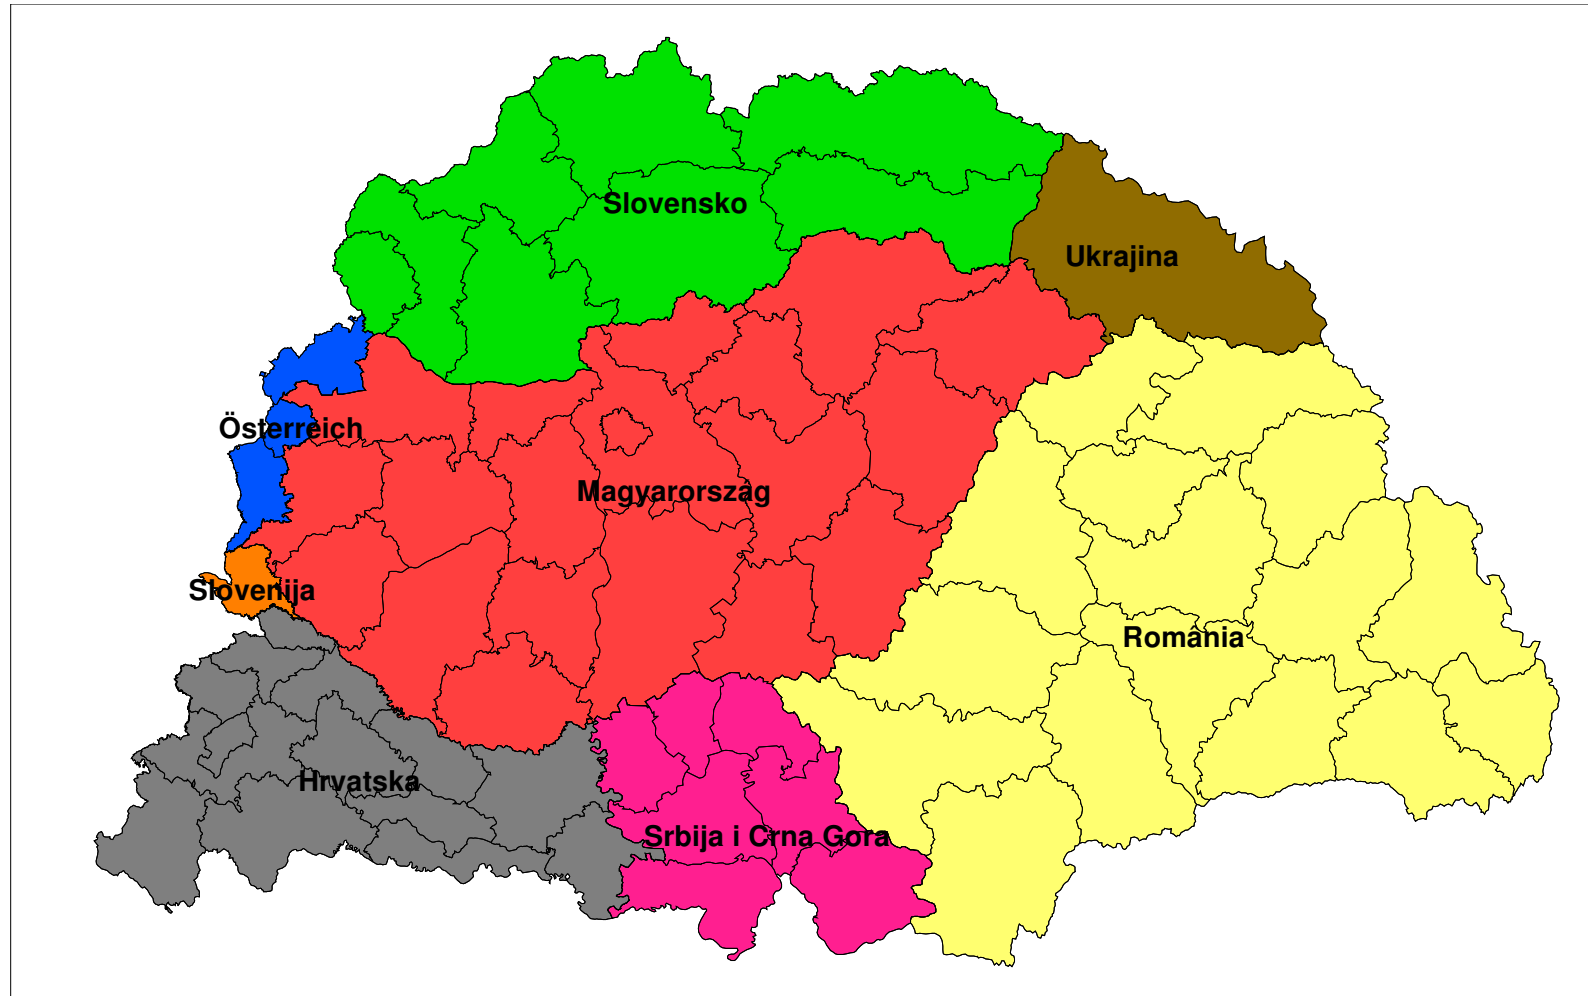 Slovensko
Ukrajina
Österreich
Magyarország
Slovenija
România
Hrvatska
Srbija i Crna Gora